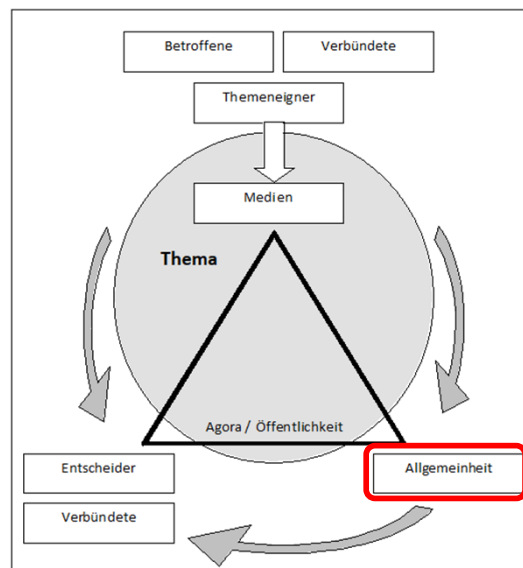 Betroffene
Verbündete
Themeneigner
Medien
Thema
Agora / Öffentlichkeit
Entscheider
Allgemeinheit
Verbündete